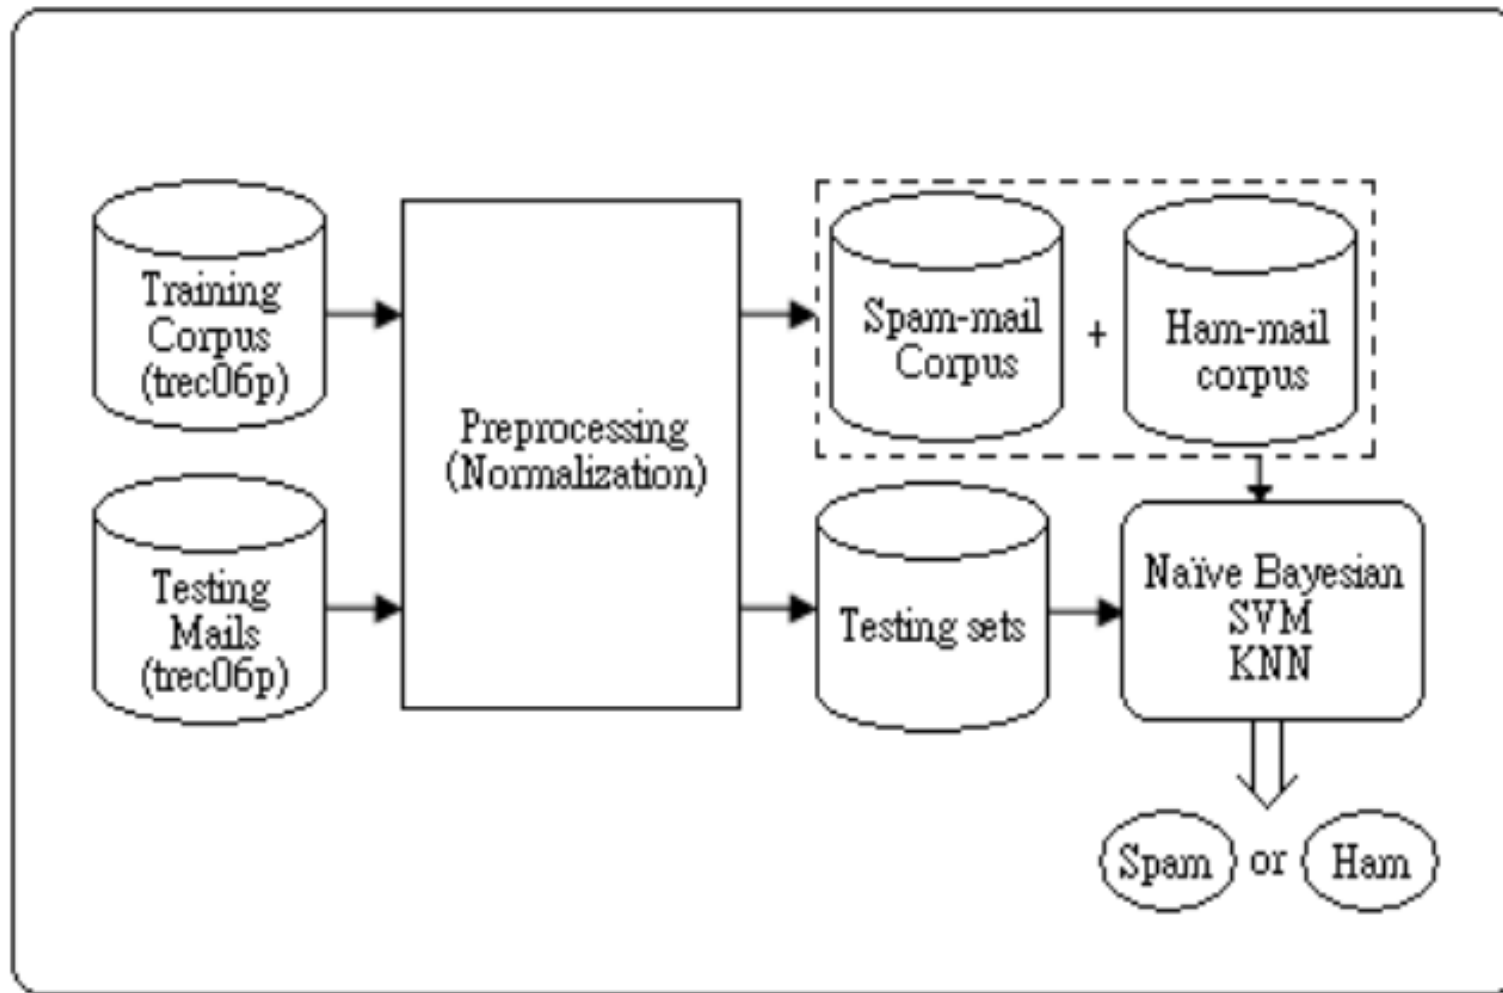 Training
Corpus
(trec06p)
Testing
Mails
(trec06p)
Preprocessing
(Normalization)
Spam-mail
Corpus
+
Ham-mail
corpus
Testing sets
Naïve Bayesian
SVM
KNN
Spam or Ham